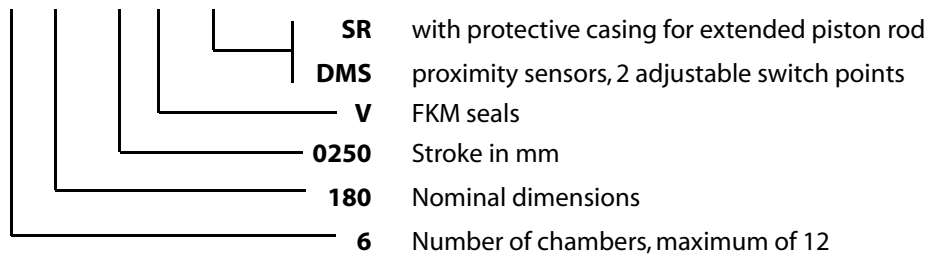 SR with protective casing for extended piston rod
DMS proximity sensors, 2 adjustable switch points
V FKM seals
0250 Stroke in mm
180 Nominal dimensions
6 Number of chambers, maximum of 12